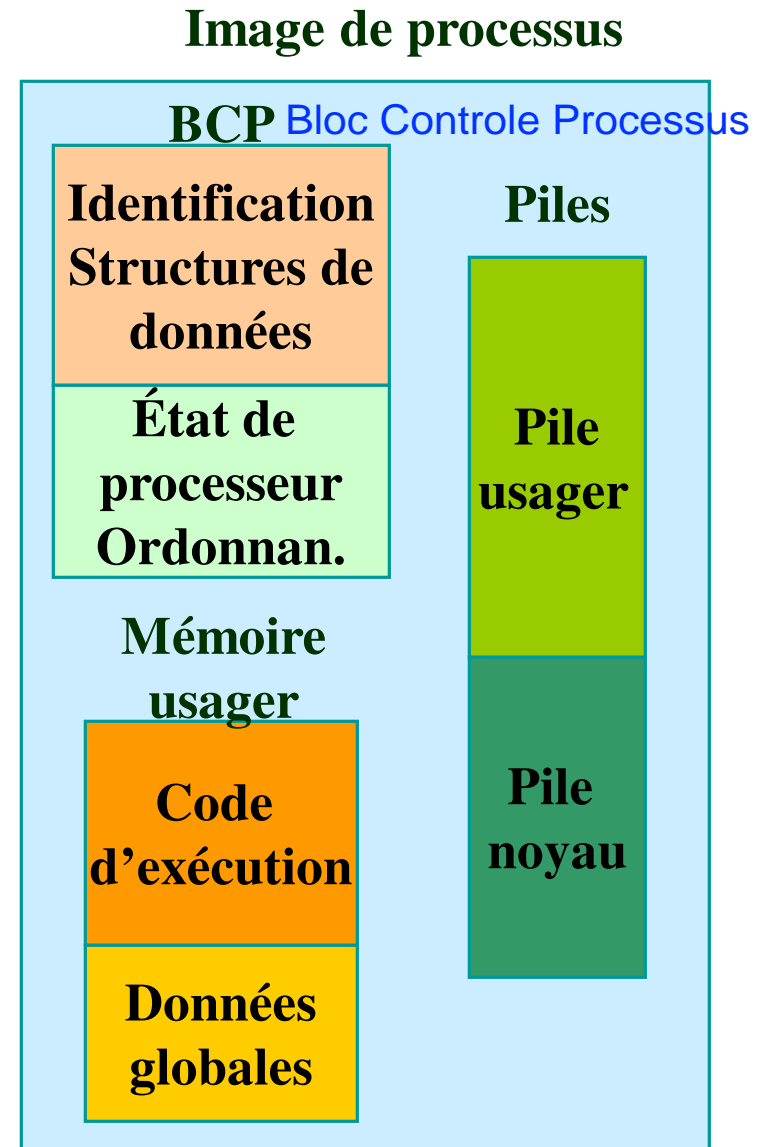 Image de processus
BCP Bloc Controle Processus
Identification
Structures de
données
État de
processeur
Ordonnan.
Mémoire
usager
Code
d’exécution
Données
globales
Piles
Pile
usager
Pile
noyau